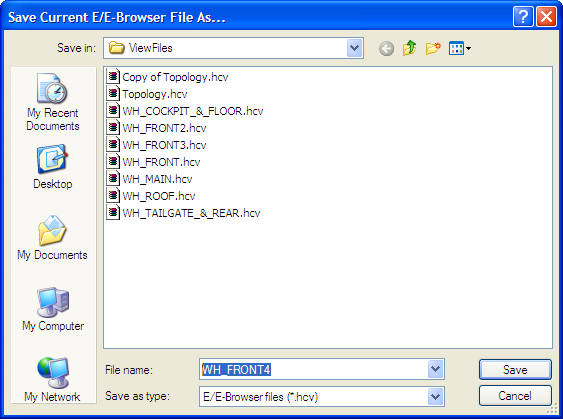 Save Current E/E-Browser File As...
Save in: ViewFiles
Copy of Topology.hcv
Topology.hcv
WH_COCKPIT_&_FLOOR.hcv
WH_FRONT2.hcv
WH_FRONT3.hcv
WH_FRONT.hcv
WH_MAIN.hcv
WH_ROOF.hcv
WH_TAILGATE_&_REAR.hcv
My Recent
Documents
Desktop
My Documents
My Computer
My Network
File name: WH_FRONT4 Save
Save as type: E/E-Browser files (*.hcv) Cancel